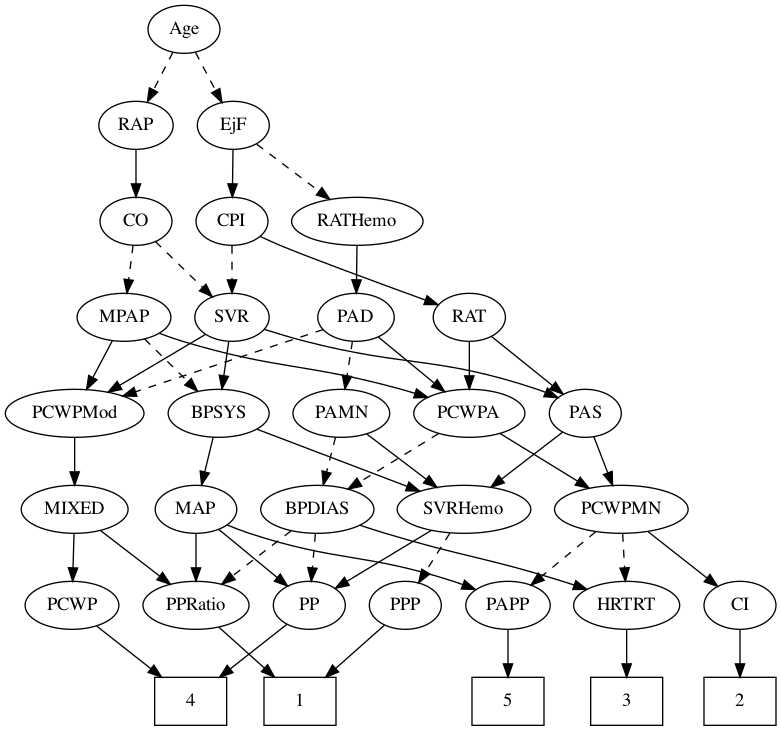 Age
RAP EjF
CO CPI RATHemo
MPAP SVR PAD RAT
PCWPMod BPSYS PAMN PCWPA PAS
MIXED MAP BPDIAS SVRHemo PCWPMN
PCWP PPRatio PP PPP PAPP HRTRT CI
4 1 5 3 2